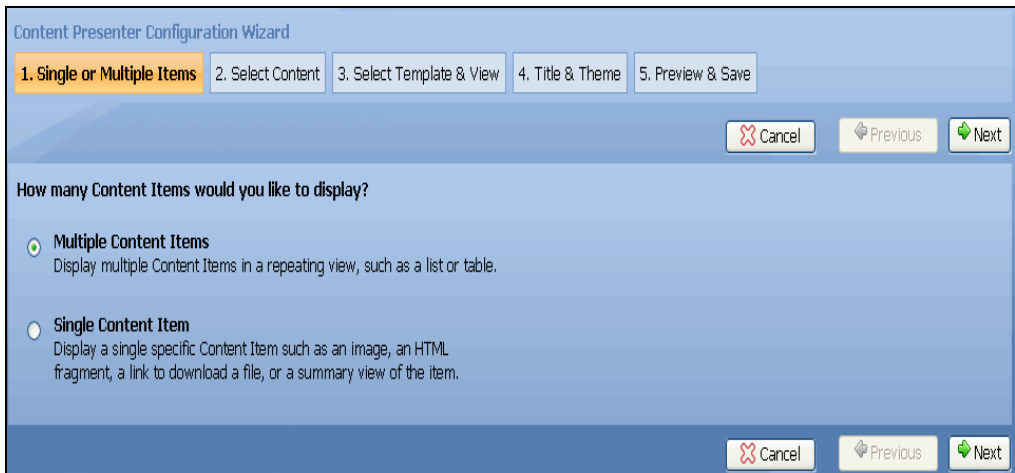 Content Presenter Configuration Wizard
1. Single or Multiple Items 2. Select Content 3. Select Template & View 4. Title & Theme 5. Preview & Save
Cancel Previous Next
How many Content Items would you like to display?
Multiple Content Items
Display multiple Content Items in a repeating view, such as a list or table.
Single Content Item
Display a single specific Content Item such as an image, an HTML
fragment, a link to download a file, or a summary view of the item.
Cancel Previous Next